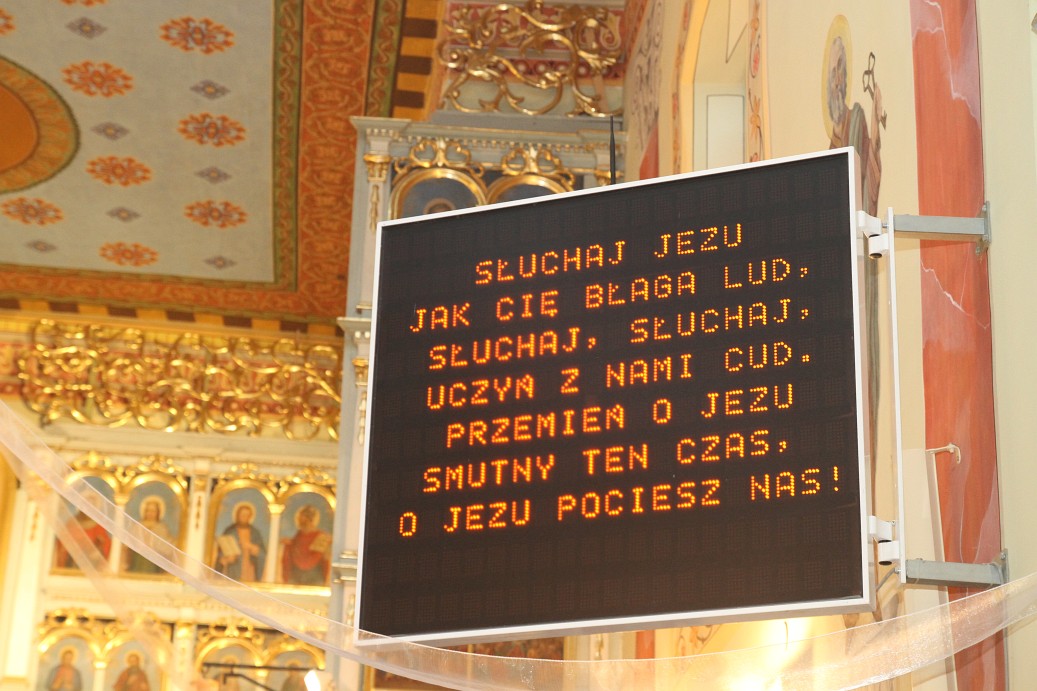 SŁUCHAJ JEZU
JAK CIĘ BŁAGA LUD,
SŁUCHAJ, SŁUCHAJ,
UCZYŃ Z NAMI CUD.
PRZEMIEŃ O JEZU
SMUTNY TEN CZAS,
O JEZU POCIESZ NAS!